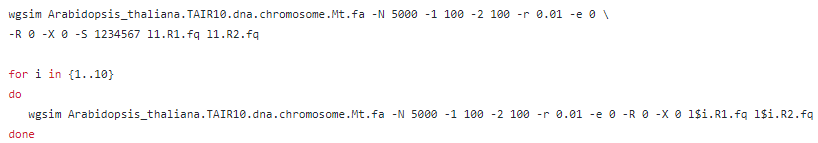 wgsim Arabidopsis_thaliana.TAIR10.dna.chromosome.Mt.fa -N 5000 -1 100 -2 100 -r 0.01 -e 0 \
-R 0 -X 0 -S 1234567 l1.R1.fq l1.R2.fq
for i in {1..10}
do
wgsim Arabidopsis_thaliana.TAIR10.dna.chromosome.Mt.fa -N 5000 -1 100 -2 100 -r 0.01 -e 0 -R 0 -X 0 l$i.R1.fq l$i.R2.fq
done